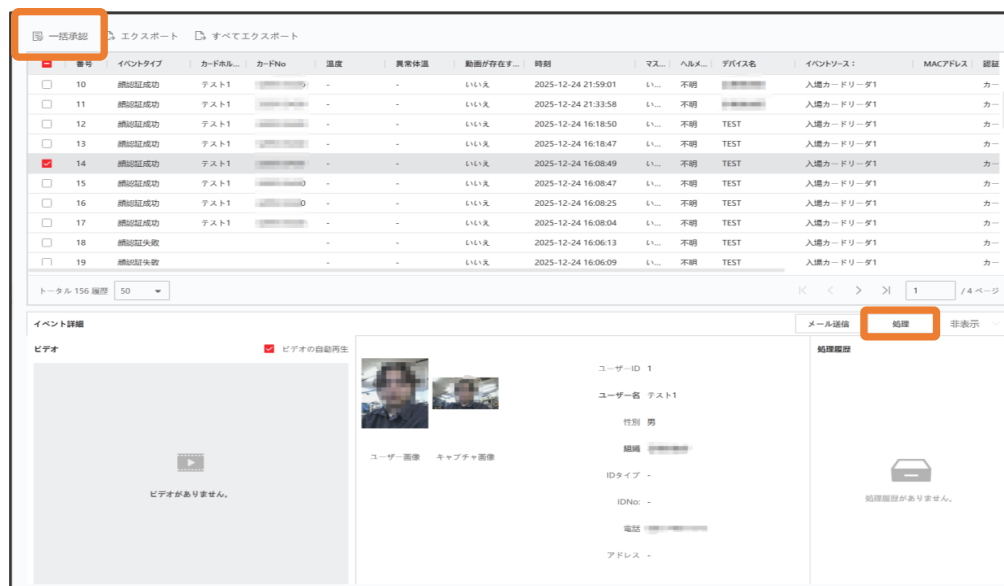 一括承認 エクスポート すべてエクスポート
番号 イベントタイプ カードホル... カードNo 温度 異常体温 動画が存在す... 時刻 マス... ヘルメ... デバイス名 イベントソース： MACアドレス 認証
10 顔認証成功 テスト1 - - いいえ 2025-12-24 21:59:01 い... 不明 入場カードリーダ1 カー
11 顔認証成功 テスト1 - - いいえ 2025-12-24 21:33:58 い... 不明 入場カードリーダ1 カー
12 顔認証成功 テスト1 - - いいえ 2025-12-24 16:18:50 い... 不明 TEST 入場カードリーダ1 カー
13 顔認証成功 テスト1 - - いいえ 2025-12-24 16:18:47 い... 不明 TEST 入場カードリーダ1 カー
14 顔認証成功 テスト1 - - いいえ 2025-12-24 16:08:49 い... 不明 TEST 入場カードリーダ1 カー
15 顔認証成功 テスト1 - - いいえ 2025-12-24 16:08:47 い... 不明 TEST 入場カードリーダ1 カー
16 顔認証成功 テスト1 - - いいえ 2025-12-24 16:08:25 い... 不明 TEST 入場カードリーダ1 カー
17 顔認証成功 テスト1 - - いいえ 2025-12-24 16:08:04 い... 不明 TEST 入場カードリーダ1 カー
18 顔認証失敗 - - いいえ 2025-12-24 16:06:13 い... 不明 TEST 入場カードリーダ1 カー
19 顔認証失敗 - - いいえ 2025-12-24 16:06:09 い... 不明 TEST 入場カードリーダ1 カー
トータル 156 履歴 50 1 / 4 ページ
イベント詳細 メール送信 処理 非表示
ビデオ ビデオの自動再生 処理履歴
ユーザーID 1
ユーザー名 テスト1
性別 男
組織
ユーザー画像 キャプチャ画像
IDタイプ -
ビデオがありません。
IDNo: -
処理履歴がありません。
電話
アドレス -